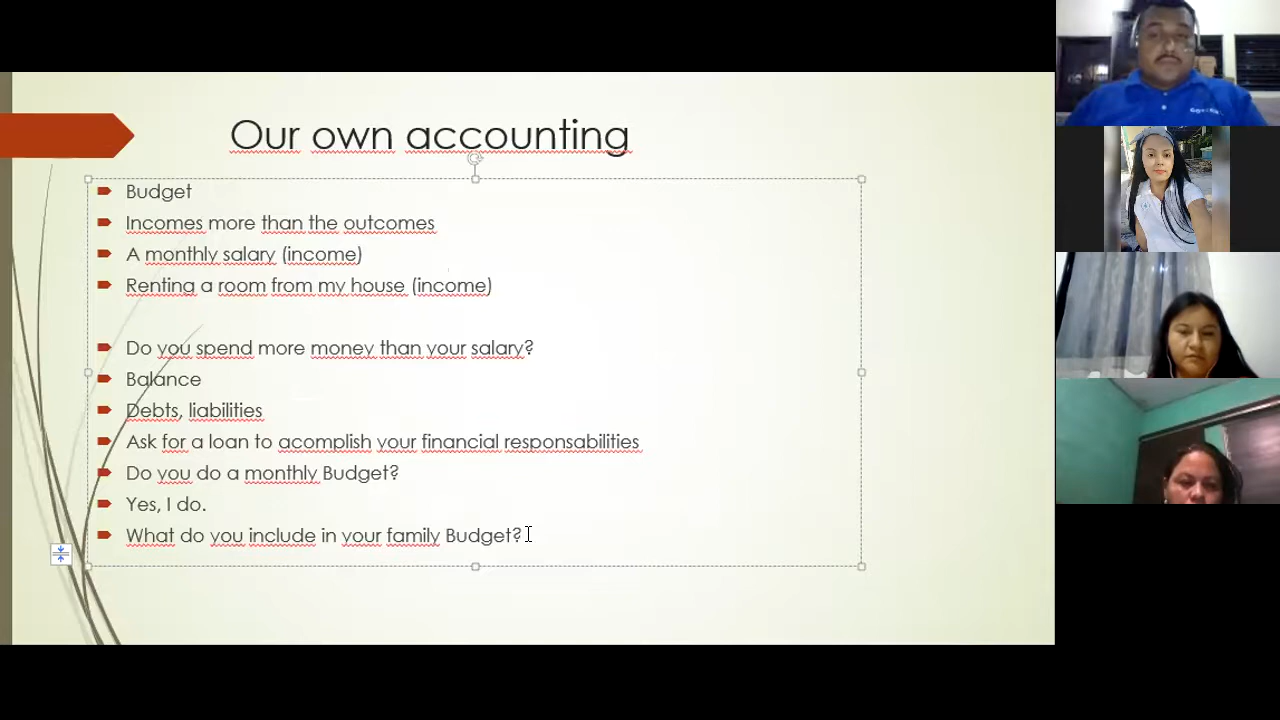 Our own accounting
Budget
Incomes more than the outcomes
A monthly salary (income)
Renting a room from my house (income)
Do you spend more money than your salary?
Balance
Debts, liabilities
Ask for a loan to acomplish your financial responsabilities
Do you do a monthly Budget?
Yes, I do.
What do you include in your family Budget?